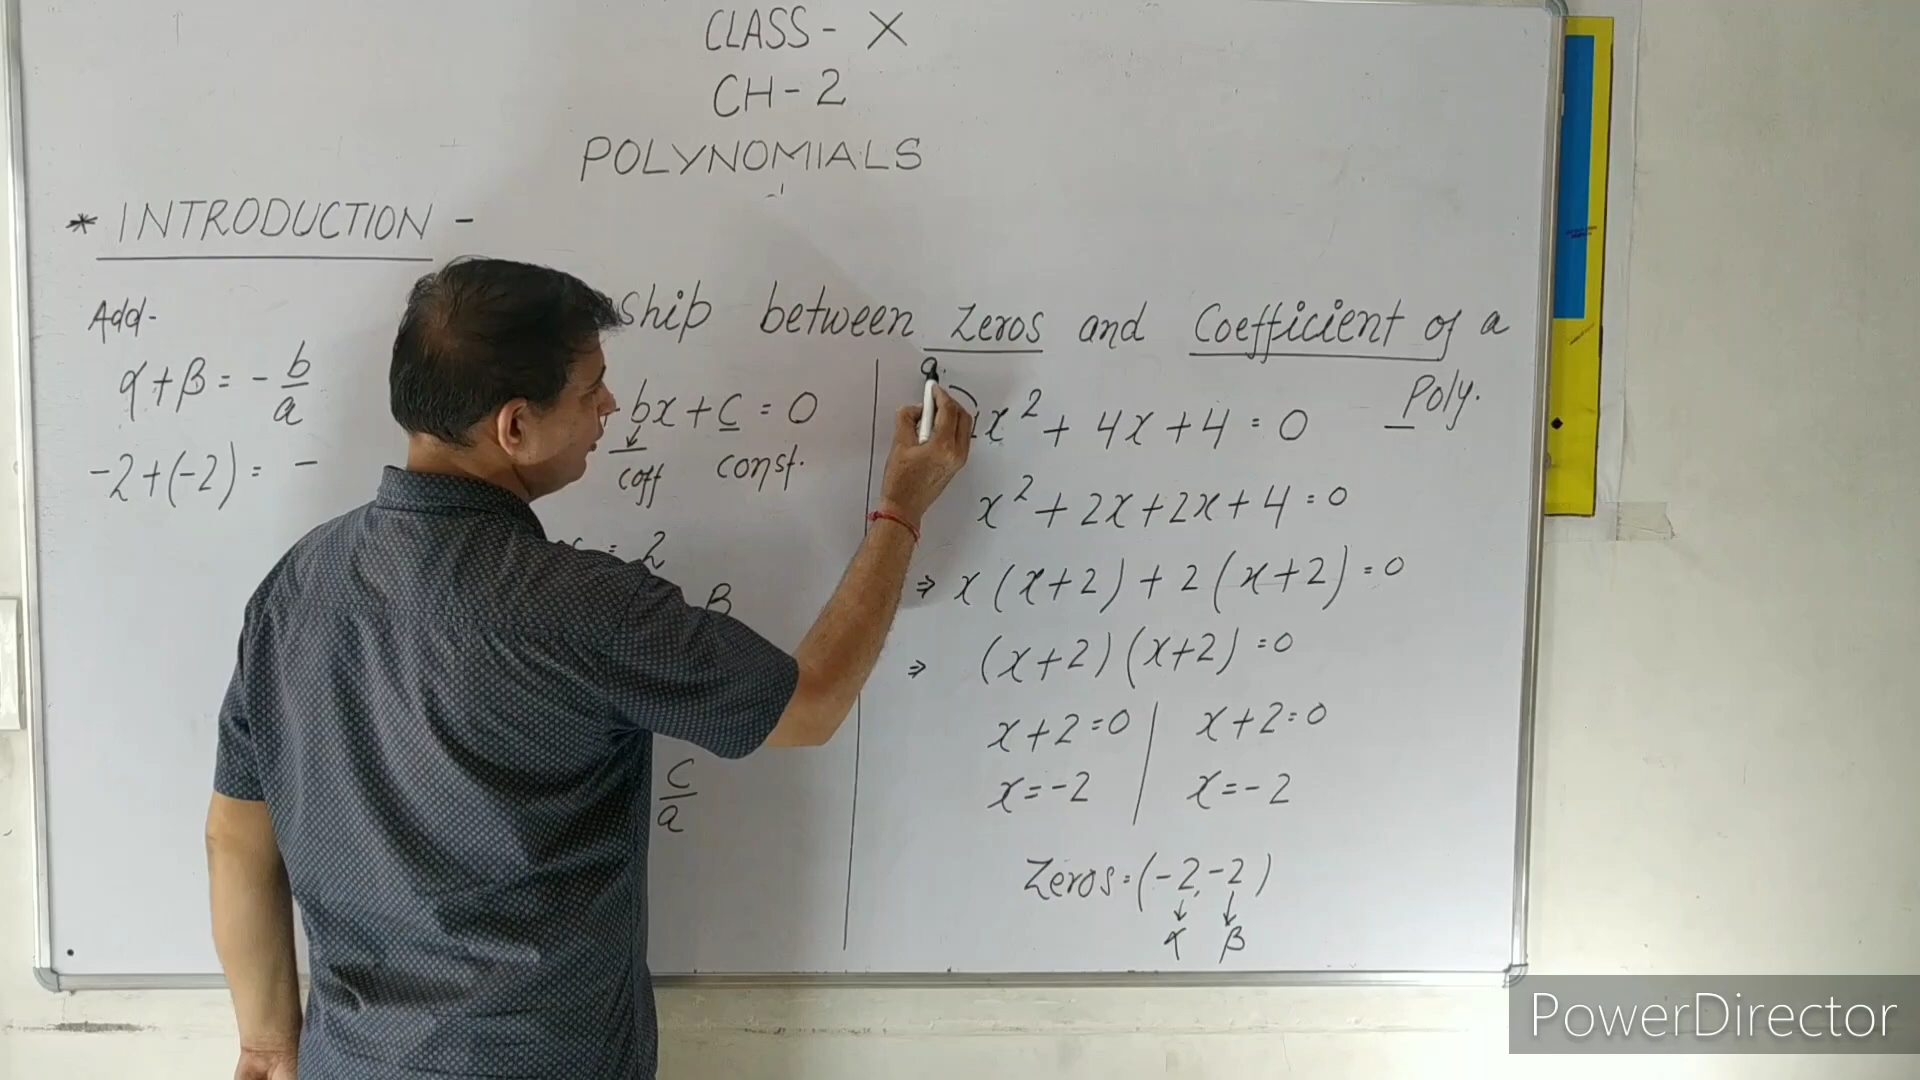 CLASS - X
CH - 2
POLYNOMIALS
* INTRODUCTION -
ship between zeros and Coefficient of a
Poly.
Add-
α + β = - b/a
-2 + (-2) = -
bx + c = 0
coff const.
= 2
β
c/a
a
1x² + 4x + 4 = 0
x² + 2x + 2x + 4 = 0
⇒ x (x + 2) + 2 (x + 2) = 0
⇒ (x + 2) (x + 2) = 0
x + 2 = 0 | x + 2 = 0
x = -2 | x = -2
Zeros = (-2, -2)
↓ ↓
α β
PowerDirector